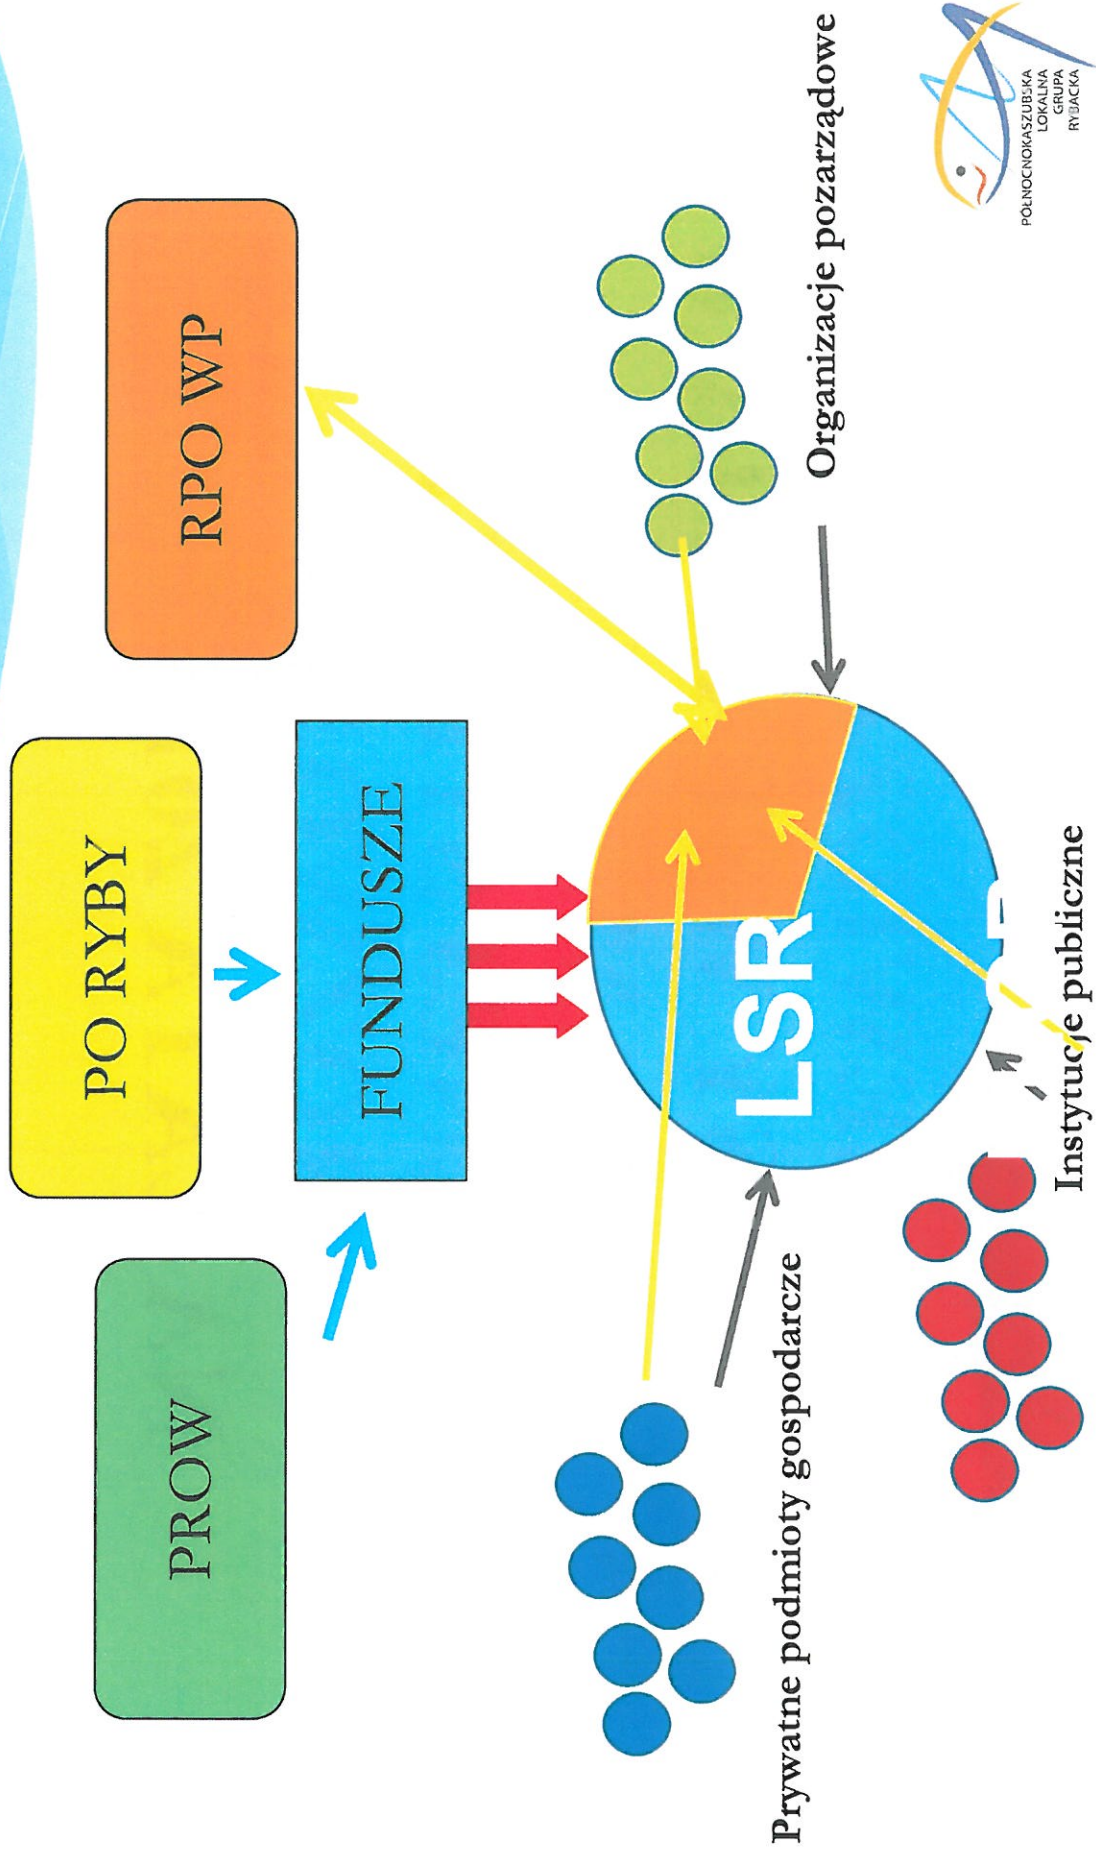 PO RYBY
PROW
RPO WP
FUNDUSZE
LSR
Prywatne podmioty gospodarcze
Instytucje publiczne
Organizacje pozarządowe
PÓŁNOCNOKASZUBSKA
LOKALNA
GRUPA
RYBACKA